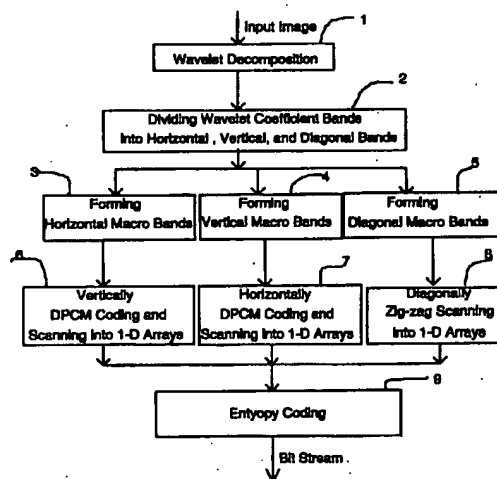 1
Input Image
Wavelet Decomposition
2
Dividing Wavelet Coefficient Bands
into Horizontal , Vertical, and Diagonal Bands
3
4
5
Forming
Horizontal Macro Bands
Forming
Vertical Macro Bands
Forming
Diagonal Macro Bands
6
7
8
Vertically
DPCM Coding and
Scanning into 1-D Arrays
Horizontally
DPCM Coding and
Scanning into 1-D Arrays
Diagonally
Zig-zag Scanning
into 1-D Arrays
9
Entyopy Coding
Bit Stream